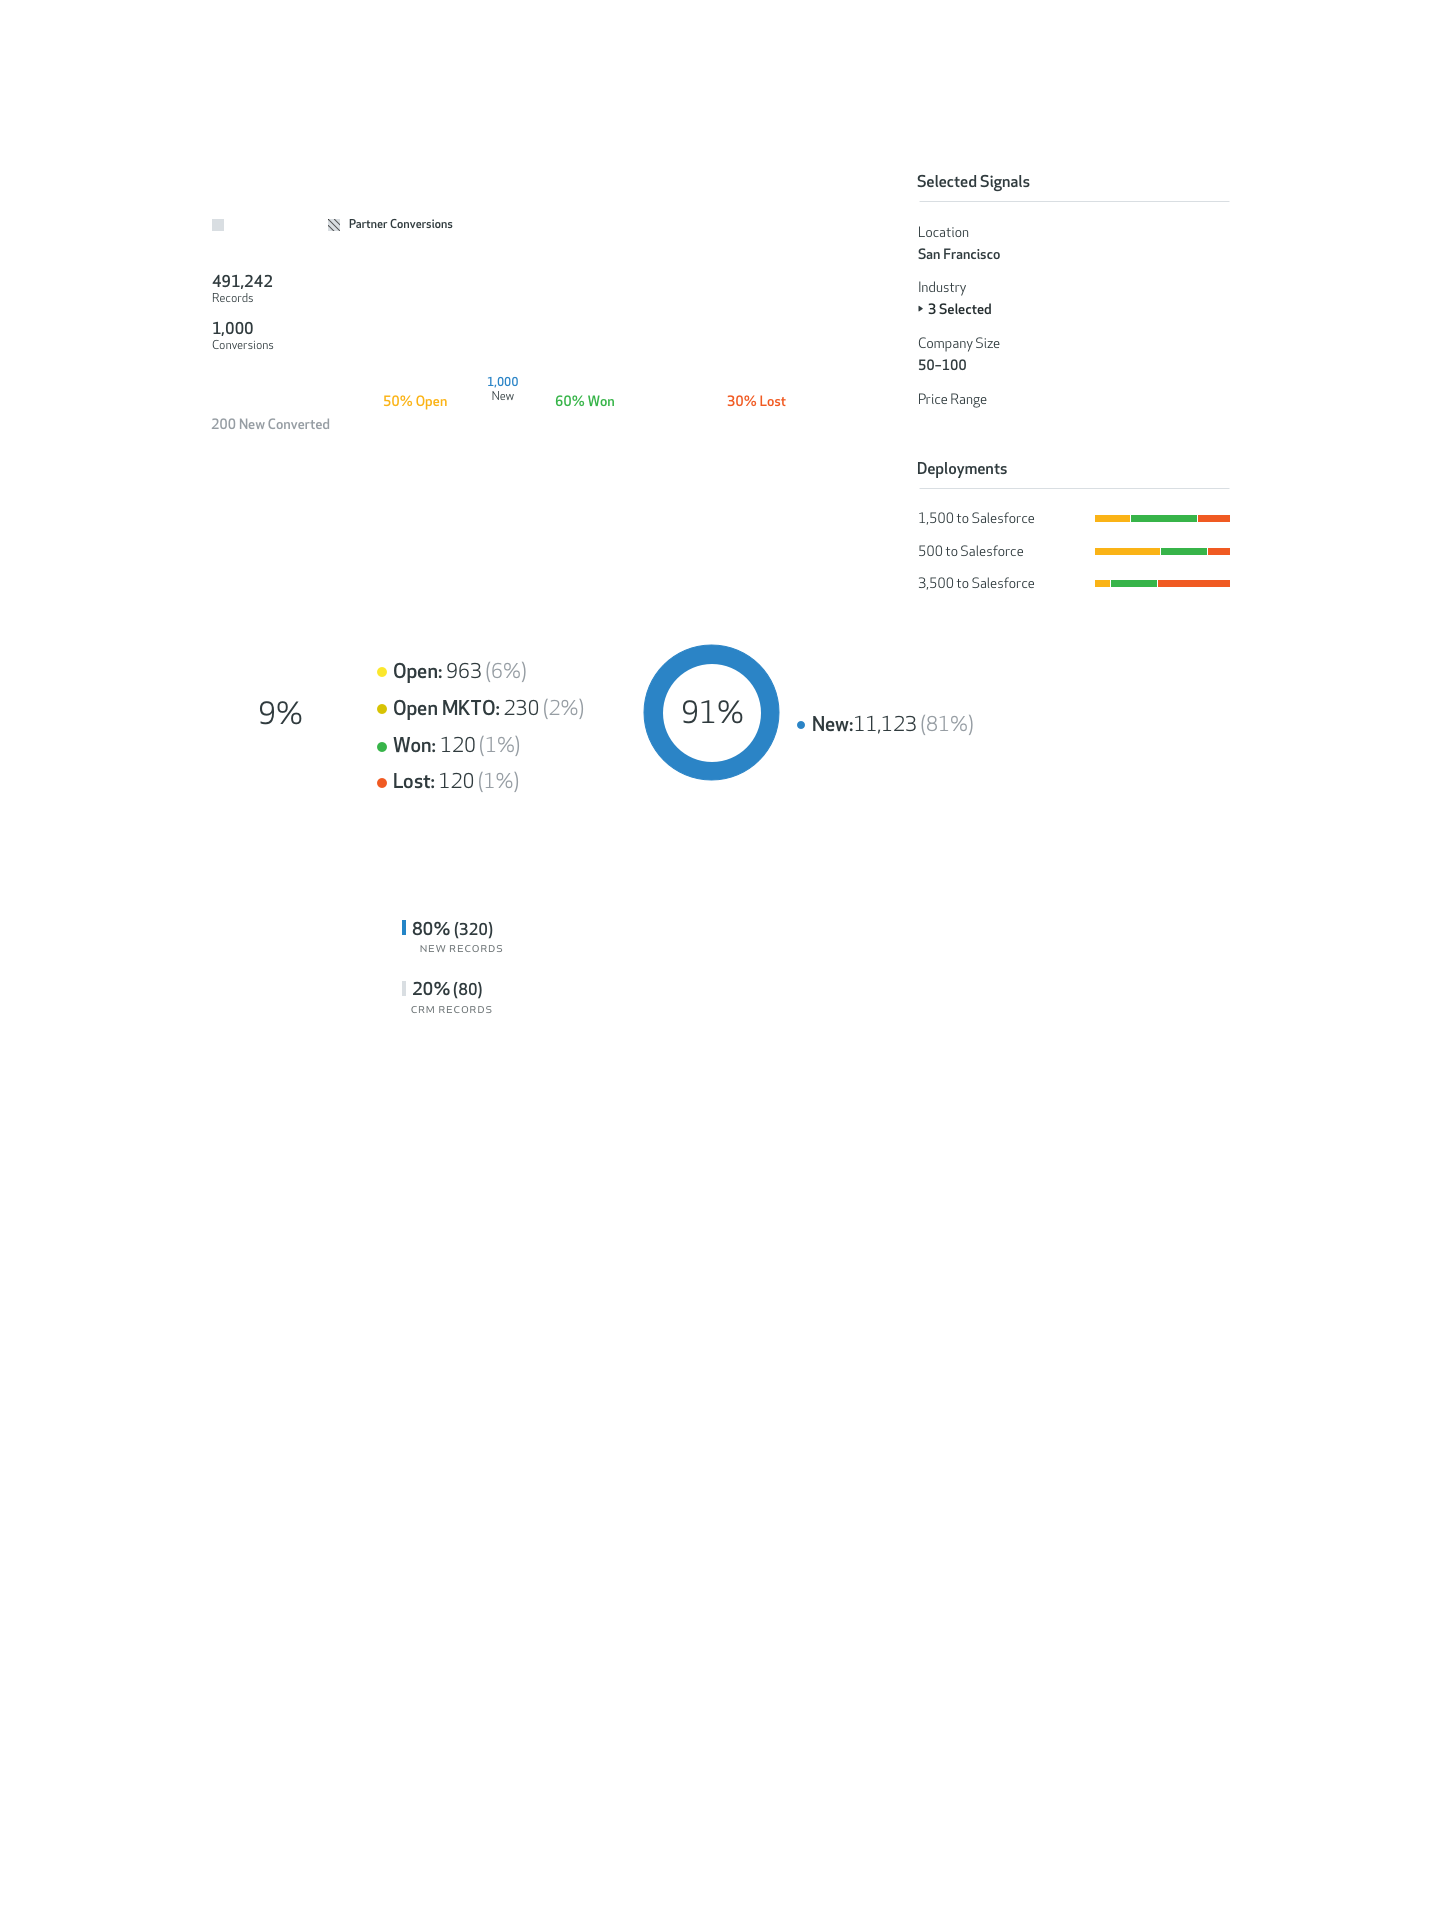 Selected Signals
Partner Conversions
Location
San Francisco
491,242
Records
Industry
3 Selected
1,000
Conversions
Company Size
50–100
1,000
New
50% Open
60% Won
30% Lost
Price Range
200 New Converted
Deployments
1,500 to Salesforce
500 to Salesforce
3,500 to Salesforce
9%
Open: 963 (6%)
Open MKTO: 230 (2%)
Won: 120 (1%)
Lost: 120 (1%)
91%
New:11,123 (81%)
80% (320)
NEW RECORDS
20% (80)
CRM RECORDS